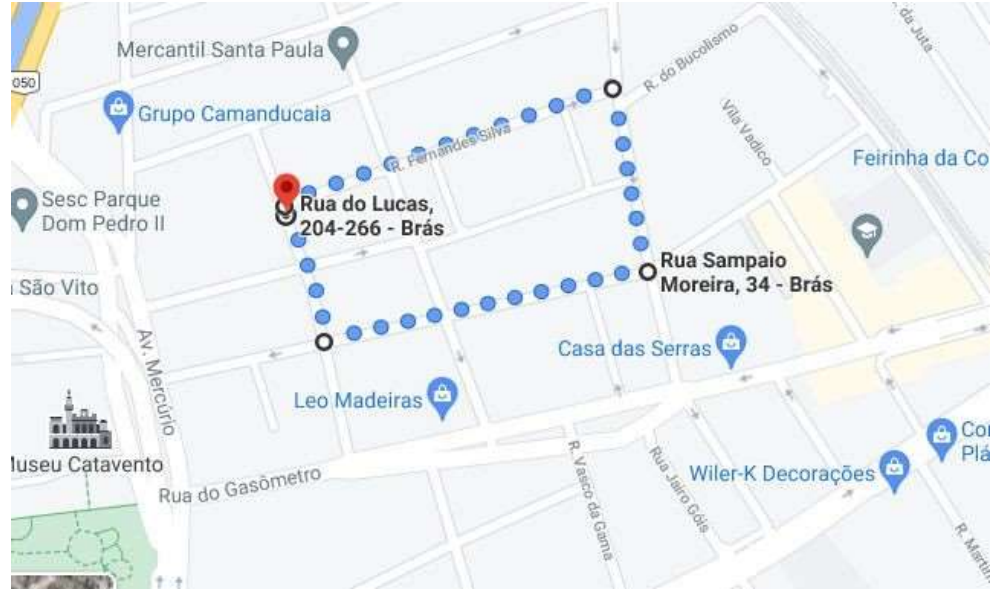 R. da Juta
Mercantil Santa Paula
R. do Bucolismo
050
Grupo Camanducaia
Vila Vadico
R. Fernandes Silva
Feirinha da Co
Sesc Parque
Dom Pedro II
Rua do Lucas,
204-266 - Brás
Rua Sampaio
Moreira, 34 - Brás
São Vito
Av. Mercúrio
Casa das Serras
Leo Madeiras
Museu Catavento
Rua do Gasômetro
R. Vasco da Gama
Rua Jairo Góis
Wiler-K Decorações
Co
Plá
R. Martim